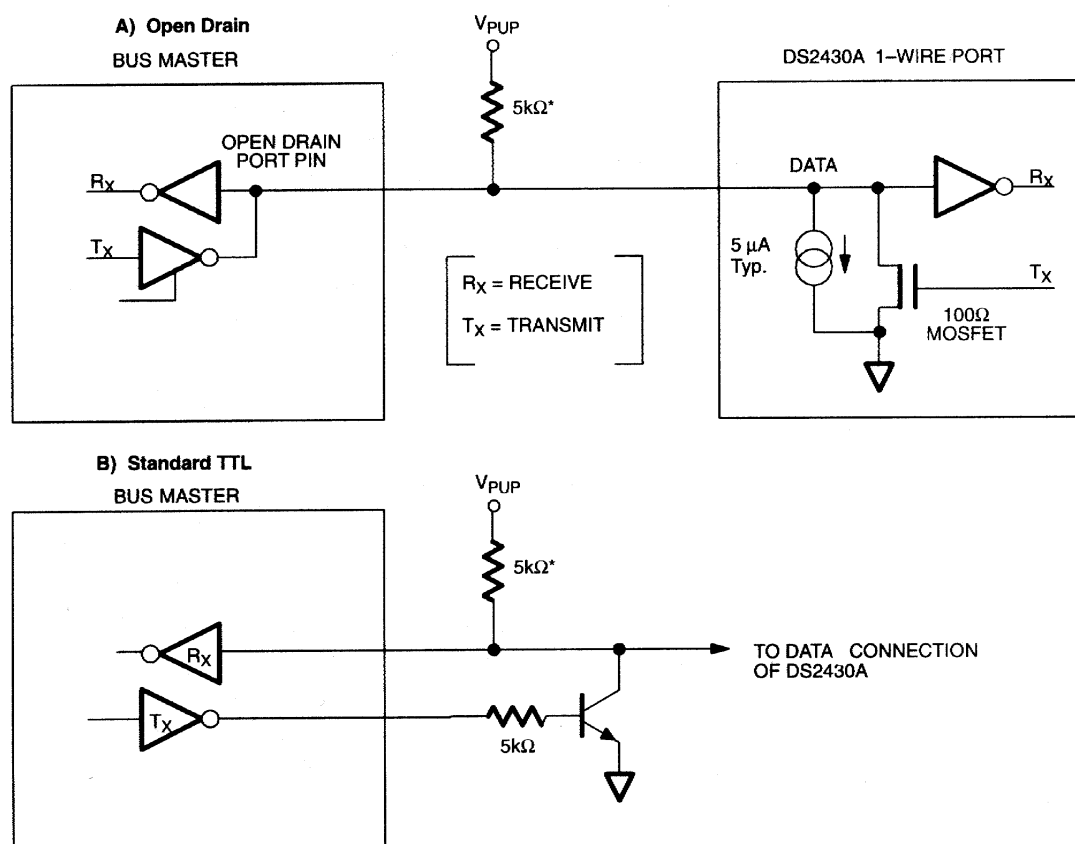 A) Open Drain
BUS MASTER
VPUP
DS2430A 1–WIRE PORT
5kΩ*
OPEN DRAIN
PORT PIN
RX
TX
DATA
RX
5 µA
Typ.
TX
100Ω
MOSFET
RX = RECEIVE
TX = TRANSMIT
B) Standard TTL
BUS MASTER
VPUP
5kΩ*
RX
TX
5kΩ
TO DATA CONNECTION
OF DS2430A